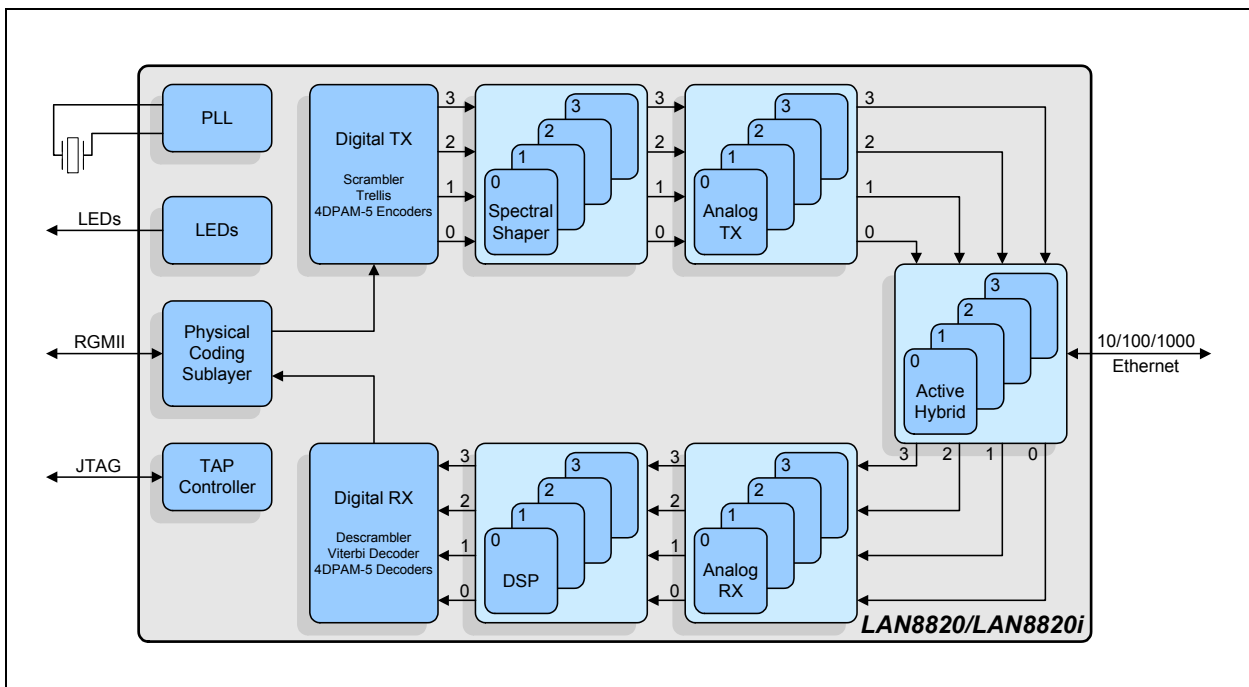 PLL
LEDs
LEDs
RGMII
Physical
Coding
Sublayer
JTAG
TAP
Controller
Digital TX
Scrambler
Trellis
4DPAM-5 Encoders
3
2
1
0
3
2
1
0
Spectral
Shaper
3
2
1
0
3
2
1
0
Analog
TX
3
2
1
0
3
2
1
0
Active
Hybrid
10/100/1000
Ethernet
3 2 1 0
Digital RX
Descrambler
Viterbi Decoder
4DPAM-5 Decoders
3
2
1
0
3
2
1
0
DSP
3
2
1
0
3
2
1
0
Analog
RX
LAN8820/LAN8820i